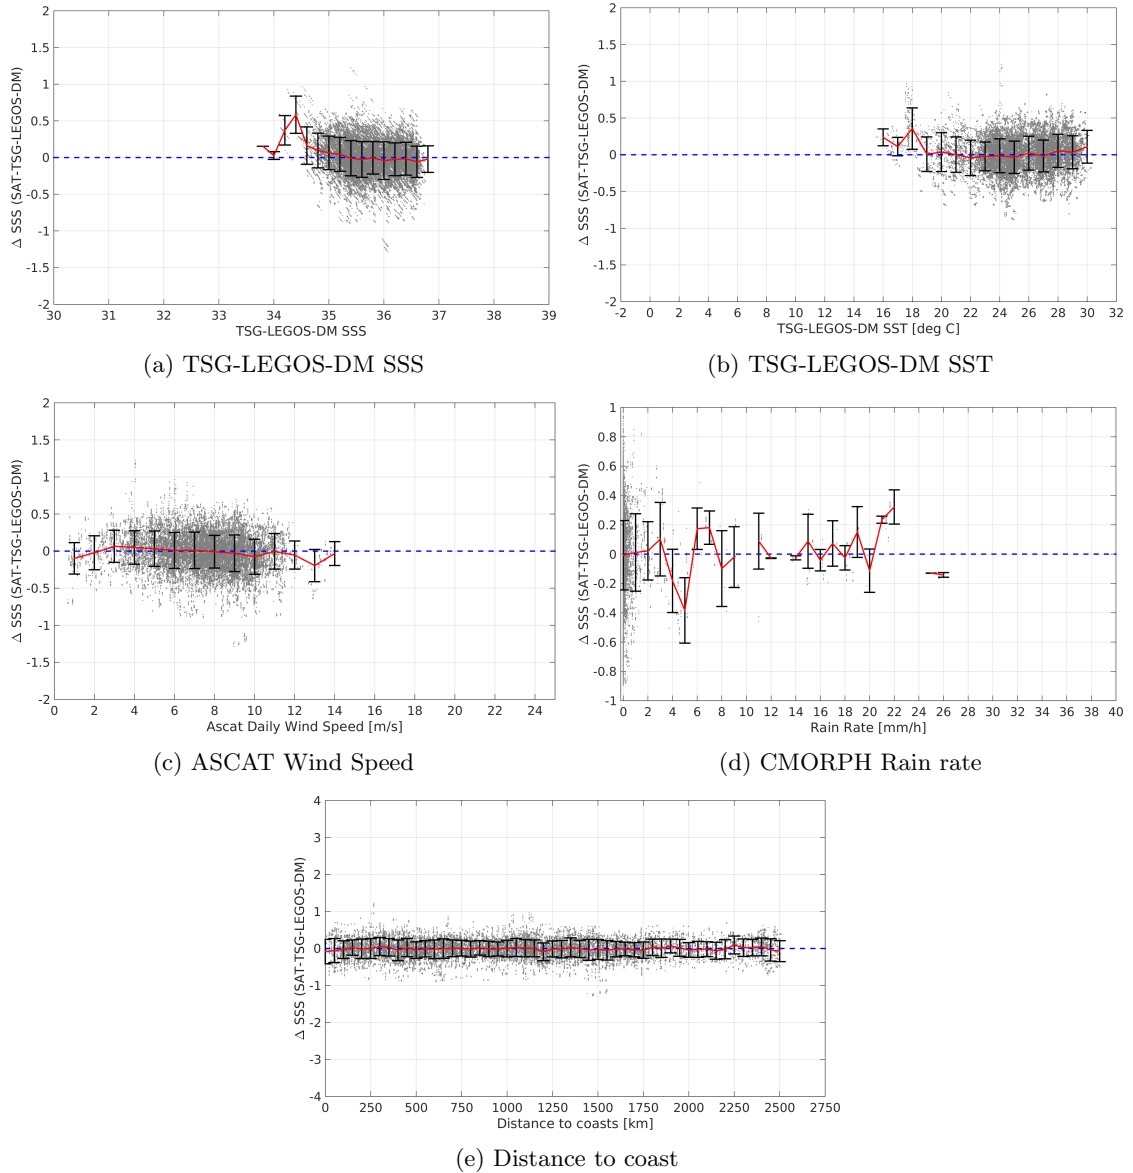 2
1.5
1
0.5
0
-0.5
-1
-1.5
-2
Δ SSS (SAT-TSG-LEGOS-DM)
30 31 32 33 34 35 36 37 38 39
TSG-LEGOS-DM SSS
(a) TSG-LEGOS-DM SSS
2
1.5
1
0.5
0
-0.5
-1
-1.5
-2
Δ SSS (SAT-TSG-LEGOS-DM)
-2 0 2 4 6 8 10 12 14 16 18 20 22 24 26 28 30 32
TSG-LEGOS-DM SST [deg C]
(b) TSG-LEGOS-DM SST
2
1.5
1
0.5
0
-0.5
-1
-1.5
-2
Δ SSS (SAT-TSG-LEGOS-DM)
0 2 4 6 8 10 12 14 16 18 20 22 24
Ascat Daily Wind Speed [m/s]
(c) ASCAT Wind Speed
1
0.8
0.6
0.4
0.2
0
-0.2
-0.4
-0.6
-0.8
-1
Δ SSS (SAT-TSG-LEGOS-DM)
0 2 4 6 8 10 12 14 16 18 20 22 24 26 28 30 32 34 36 38 40
Rain Rate [mm/h]
(d) CMORPH Rain rate
4
3
2
1
0
-1
-2
-3
-4
Δ SSS (SAT-TSG-LEGOS-DM)
0 250 500 750 1000 1250 1500 1750 2000 2250 2500 2750
Distance to coasts [km]
(e) Distance to coast